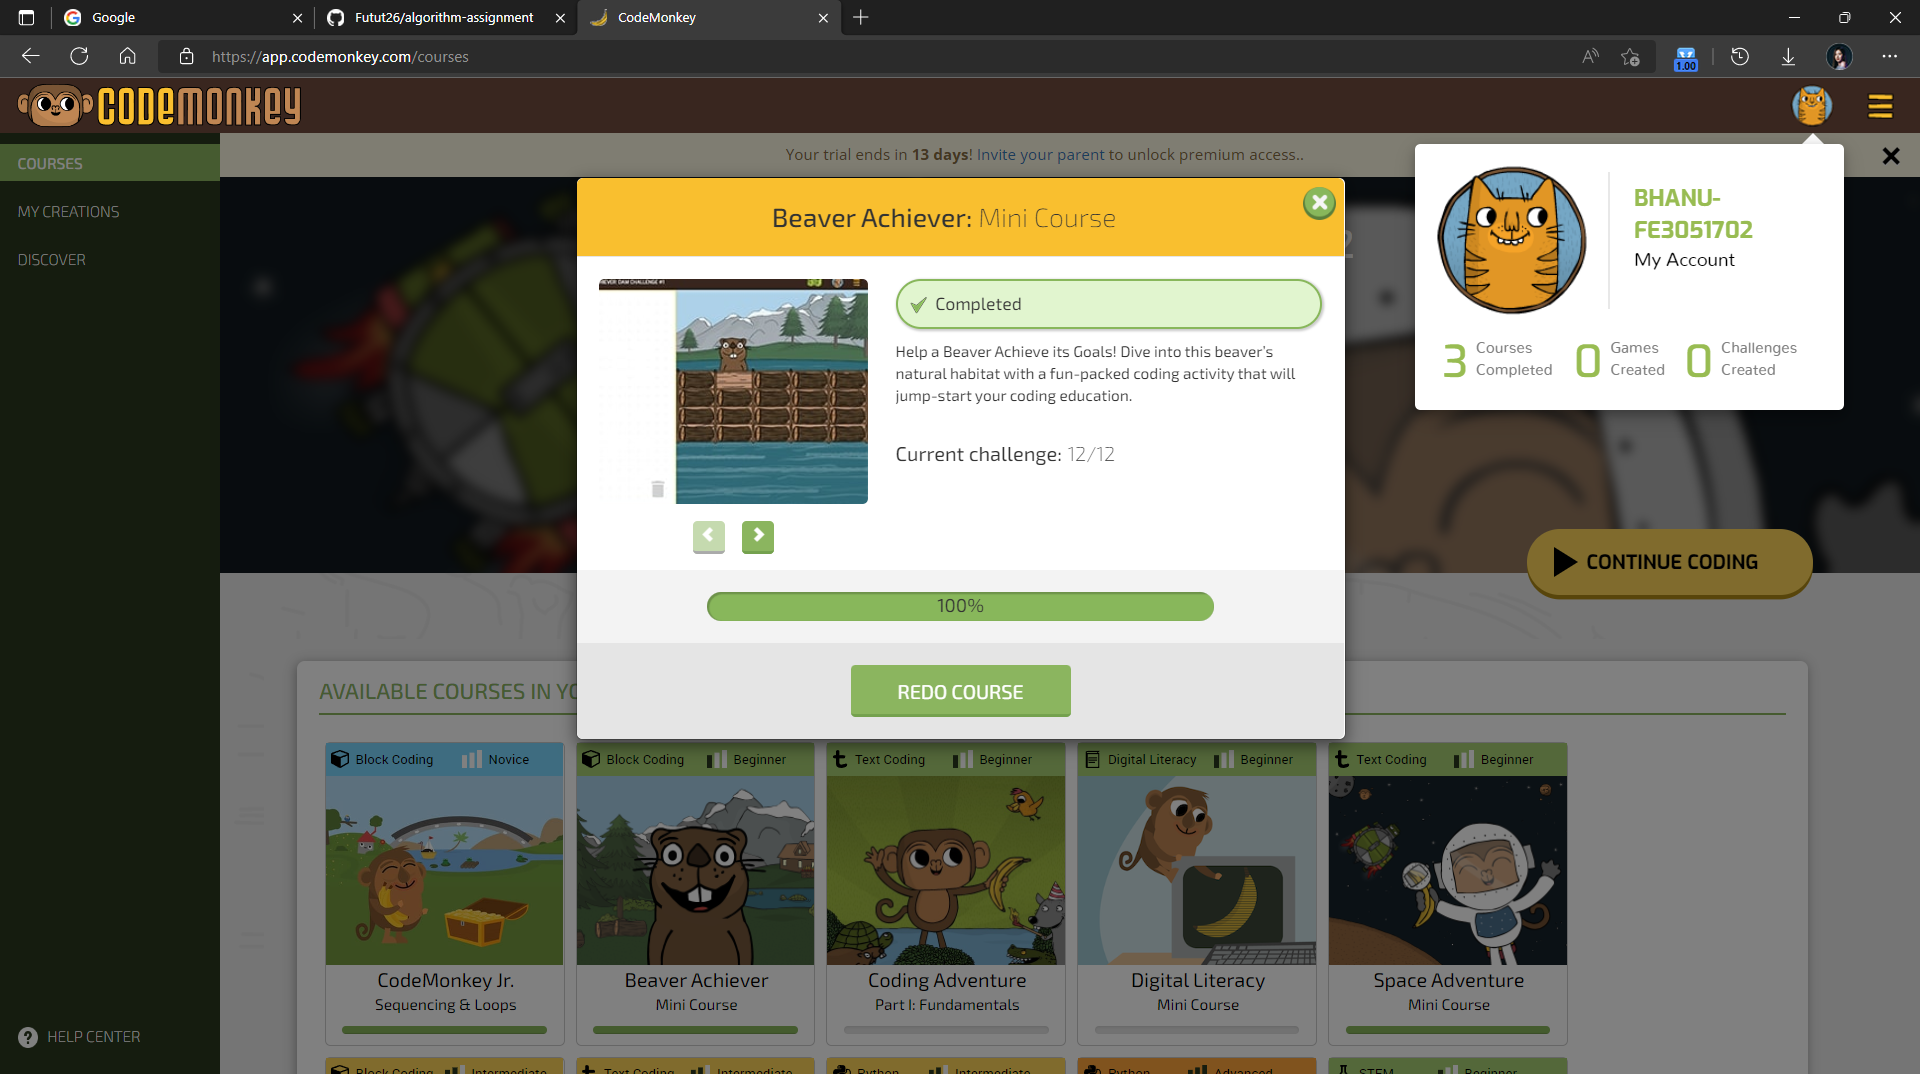 Google
Futut26/algorithm-assignment
CodeMonkey
https://app.codemonkey.com/courses
1.00
CODEMONKEY
COURSES
MY CREATIONS
DISCOVER
HELP CENTER
Your trial ends in 13 days! Invite your parent to unlock premium access..
Beaver Achiever: Mini Course
Completed
Help a Beaver Achieve its Goals! Dive into this beaver's
natural habitat with a fun-packed coding activity that will
jump-start your coding education.
Current challenge: 12/12
100%
REDO COURSE
BHANU-
FE3051702
My Account
3 Courses Completed
0 Games Created
0 Challenges Created
CONTINUE CODING
AVAILABLE COURSES IN YO
Block Coding Novice
CodeMonkey Jr.
Sequencing & Loops
Block Coding Beginner
Beaver Achiever
Mini Course
Text Coding Beginner
Coding Adventure
Part I: Fundamentals
Digital Literacy Beginner
Digital Literacy
Mini Course
Text Coding Beginner
Space Adventure
Mini Course
Block Coding Intermediate
Text Coding Intermediate
Python Intermediate
Python Advanced
STEM Beginner